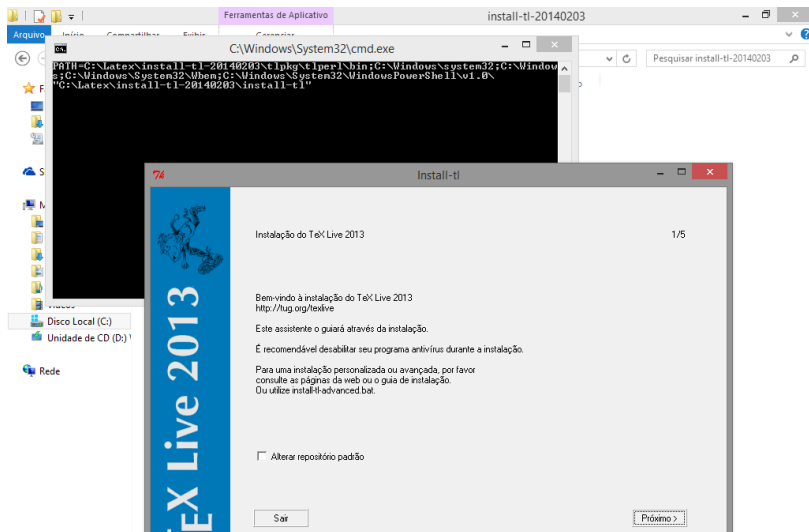 Ferramentas de Aplicativo
install-tl-20140203
Arquivo Início Compartilhar Exibir Gerenciar
Pesquisar install-tl-20140203
C:\Windows\System32\cmd.exe
PATH=C:\Latex\install-tl-20140203\tlpkg\tlperl\bin;C:\Windows\system32;C:\Window
s;C:\Windows\System32\Wbem;C:\Windows\System32\WindowsPowerShell\v1.0\
"C:\Latex\install-tl-20140203\install-tl"
Disco Local (C:)
Unidade de CD (D:)
Rede
Install-tl
Instalação do TeX Live 2013
1/5
Bem-vindo à instalação do TeX Live 2013
http://tug.org/texlive
Este assistente o guiará através da instalação.
É recomendável desabilitar seu programa antivírus durante a instalação.
Para uma instalação personalizada ou avançada, por favor
consulte as páginas da web ou o guia de instalação.
Ou utilize install-tl-advanced.bat.
Alterar repositório padrão
Sair
Próximo >
EX Live 2013